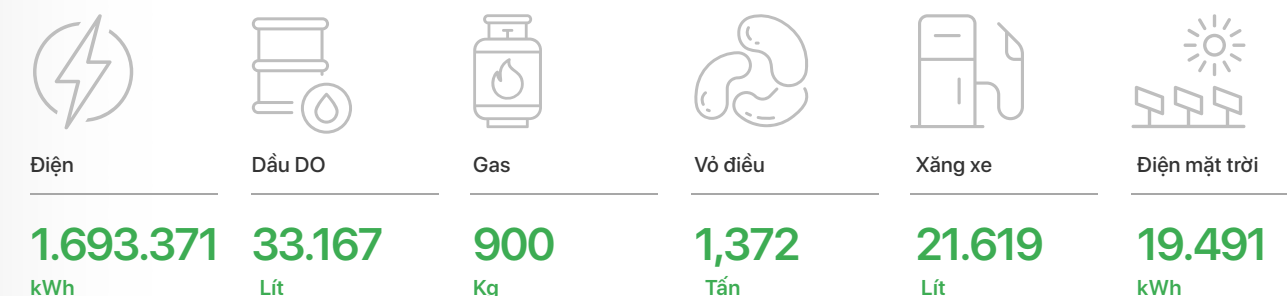 Điện Dầu DO Gas Vỏ điều Xăng xe Điện mặt trời
1.693.371 33.167 900 1,372 21.619 19.491
kWh Lít Kg Tấn Lít kWh